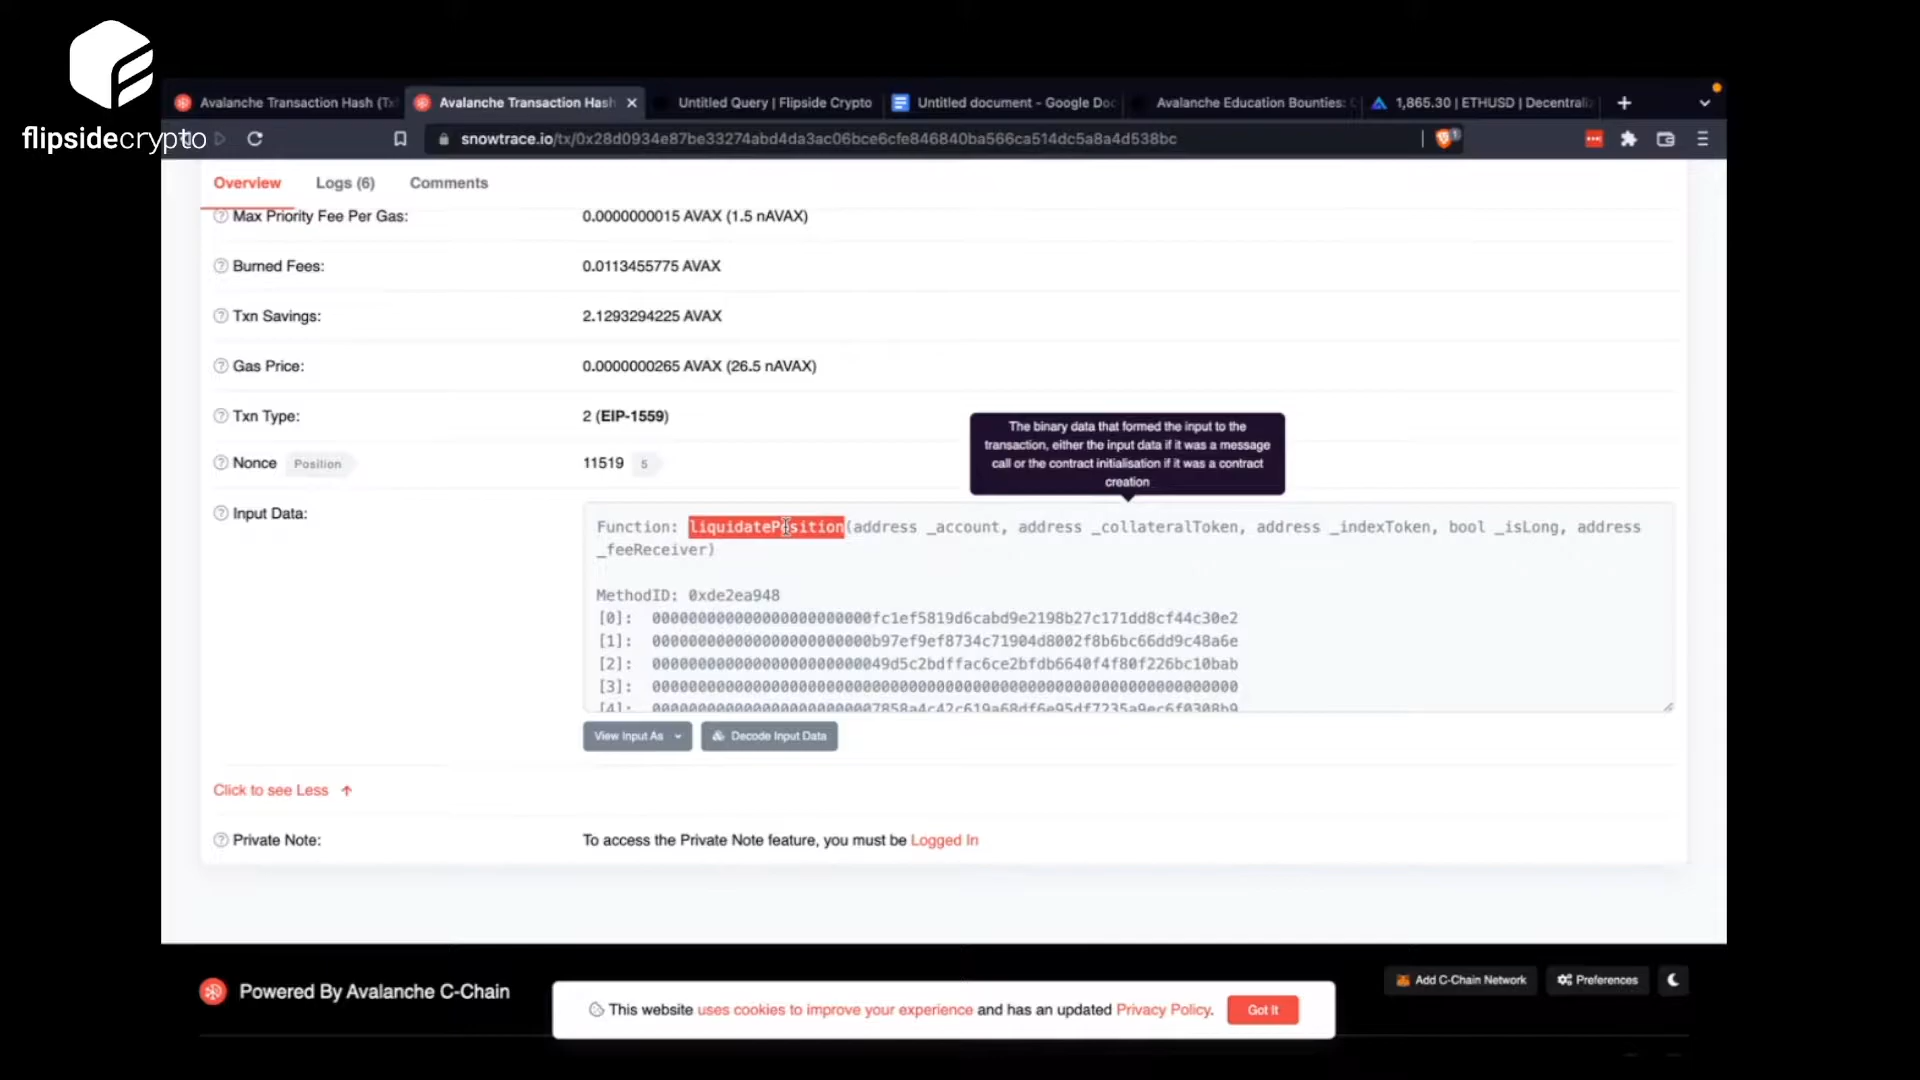 flipsidecrypto
Avalanche Transaction Hash (Tx
Avalanche Transaction Hash
Untitled Query | Flipside Crypto
Untitled document - Google Doc
Avalanche Education Bounties:
1,865.30 | ETHUSD | Decentraliz
snowtrace.io/tx/0x28d0934e87be33274abd4da3ac06bce6cfe846840ba566ca514dc5a8a4d538bc
Overview
Logs (6)
Comments
Max Priority Fee Per Gas:
0.0000000015 AVAX (1.5 nAVAX)
Burned Fees:
0.0113455775 AVAX
Txn Savings:
2.1293294225 AVAX
Gas Price:
0.0000000265 AVAX (26.5 nAVAX)
Txn Type:
2 (EIP-1559)
The binary data that formed the input to the
transaction, either the input data if it was a message
call or the contract initialisation if it was a contract
creation
Nonce Position
11519 5
Input Data:
Function: liquidatePosition(address _account, address _collateralToken, address _indexToken, bool _isLong, address
_feeReceiver)
MethodID: 0xde2ea948
[0]: 000000000000000000000000fc1ef5819d6cabd9e2198b27c171dd8cf44c30e2
[1]: 000000000000000000000000b97ef9ef8734c71904d8002f8b6bc66dd9c48a6e
[2]: 00000000000000000000000049d5c2bdffac6ce2bfdb6640f4f80f226bc10bab
[3]: 0000000000000000000000000000000000000000000000000000000000000000
[4]: 0000000000000000000000007858a4c42c619a68df6e95df7235a9ec6f0308b9
View Input As
Decode Input Data
Click to see Less
Private Note:
To access the Private Note feature, you must be Logged In
Powered By Avalanche C-Chain
Add C-Chain Network
Preferences
This website uses cookies to improve your experience and has an updated Privacy Policy.
Got It